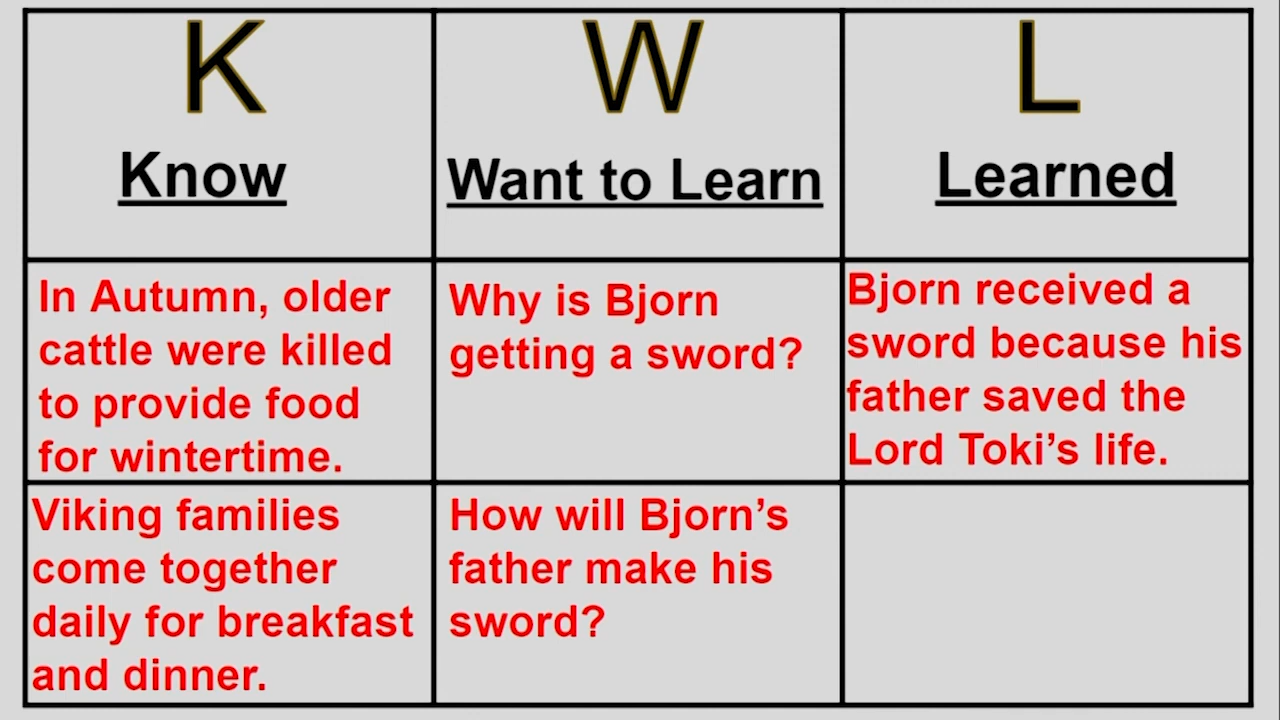 K
Know
W
Want to Learn
L
Learned
In Autumn, older
cattle were killed
to provide food
for wintertime.
Why is Bjorn
getting a sword?
Bjorn received a
sword because his
father saved the
Lord Toki’s life.
Viking families
come together
daily for breakfast
and dinner.
How will Bjorn’s
father make his
sword?